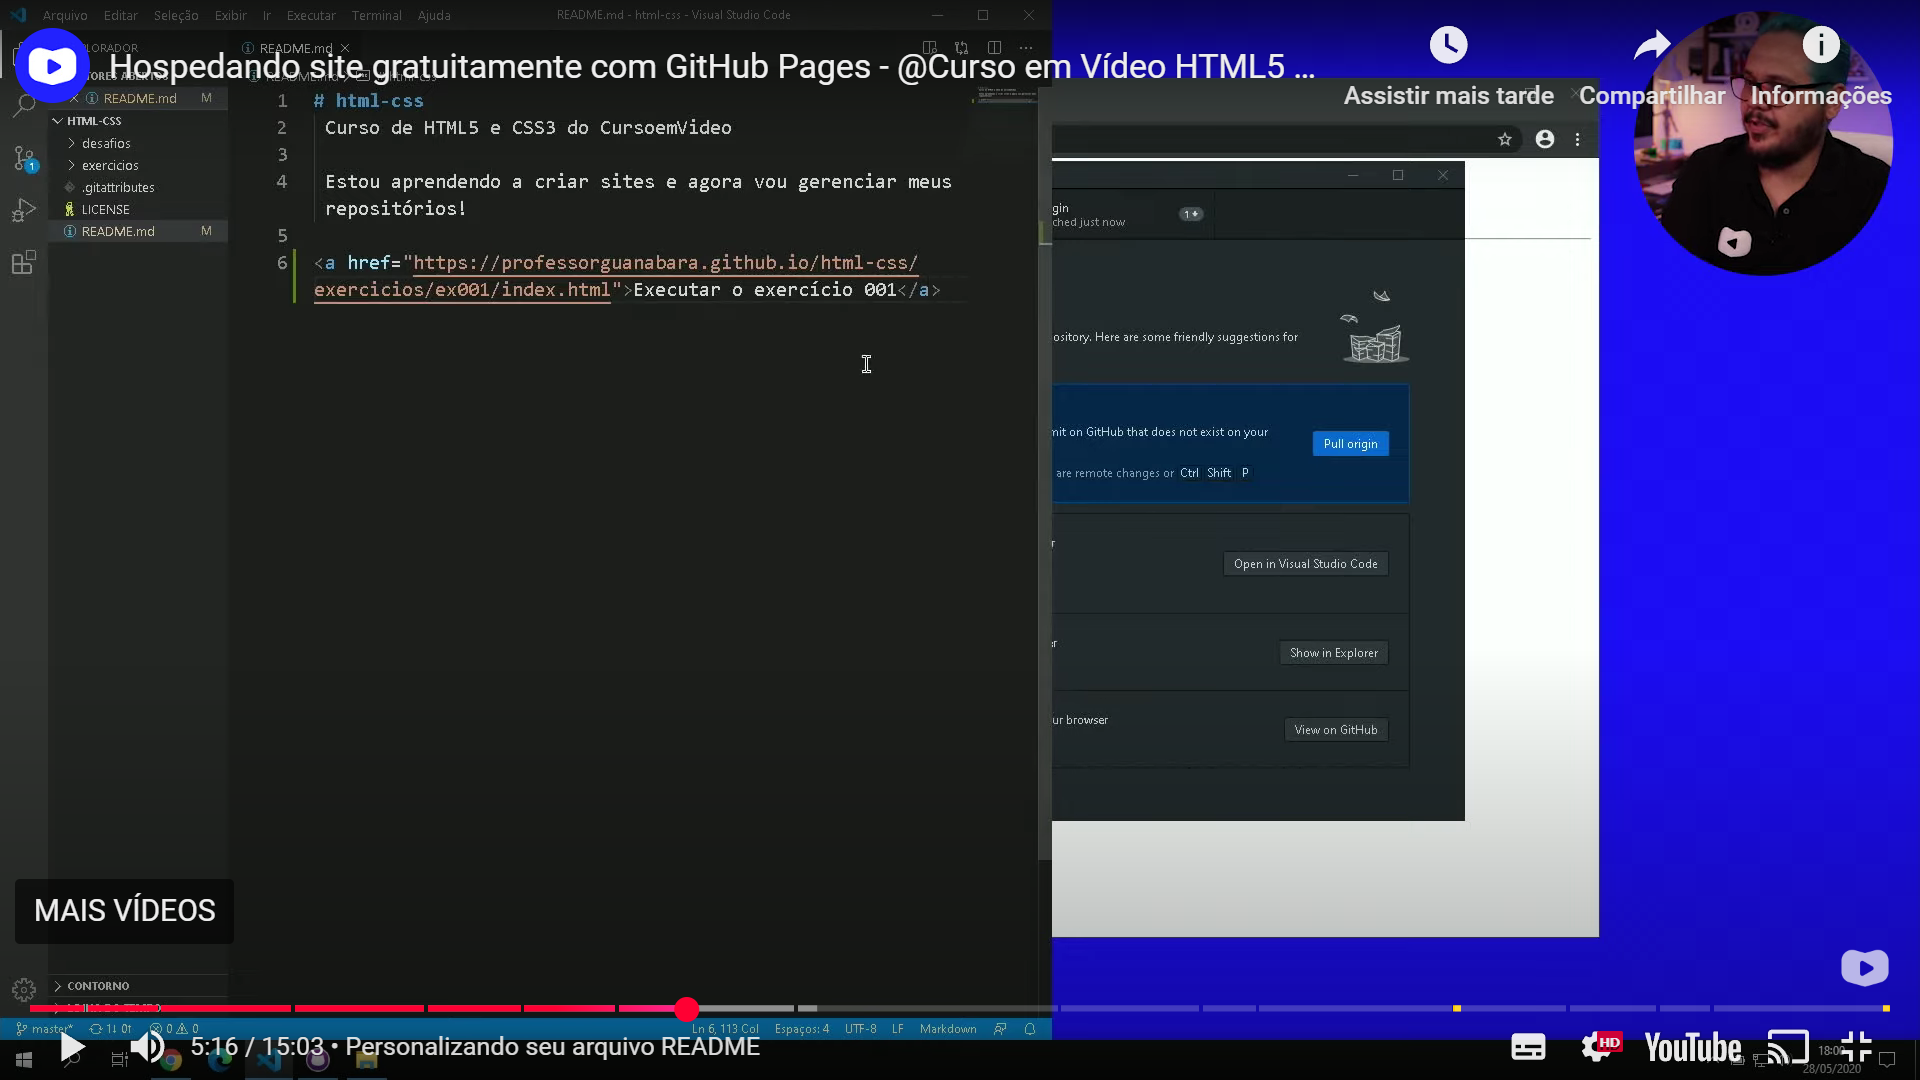 Arquivo Editar Seleção Exibir Ir Executar Terminal Ajuda
README.md - html-css - Visual Studio Code
README.md
Hospedando site gratuitamente com GitHub Pages - @Curso em Vídeo HTML5 ...
Assistir mais tarde Compartilhar Informações
README.md M
HTML-CSS
desafios
exercicios
.gitattributes
LICENSE
README.md M
1
1 # html-css
2 Curso de HTML5 e CSS3 do CursoemVideo
3
4 Estou aprendendo a criar sites e agora vou gerenciar meus
repositórios!
5
6 <a href="https://professorguanabara.github.io/html-css/
exercicios/ex001/index.html">Executar o exercício 001</a>
gin
ched just now
1
ository. Here are some friendly suggestions for
mit on GitHub that does not exist on your
Pull origin
are remote changes or Ctrl Shift P
Open in Visual Studio Code
Show in Explorer
ur browser
View on GitHub
MAIS VÍDEOS
CONTORNO
master* 0 0
Ln 6, 113 Col Espaços: 4 UTF-8 LF Markdown
5:16 / 15:03 • Personalizando seu arquivo README
HD
YouTube
18:00
28/05/2020